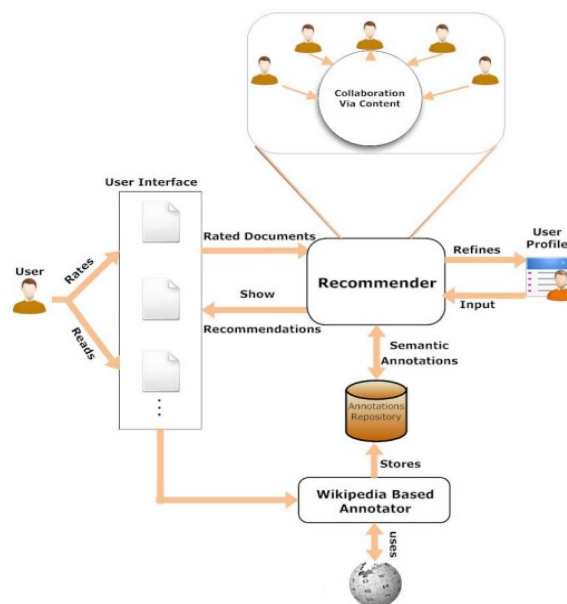 Collaboration
Via Content
User Interface
User
Rates
Reads
Rated Documents
Show
Recommendations
Recommender
Refines
Input
User
Profile
Semantic
Annotations
Annotations
Repository
Stores
Wikipedia Based
Annotator
uses